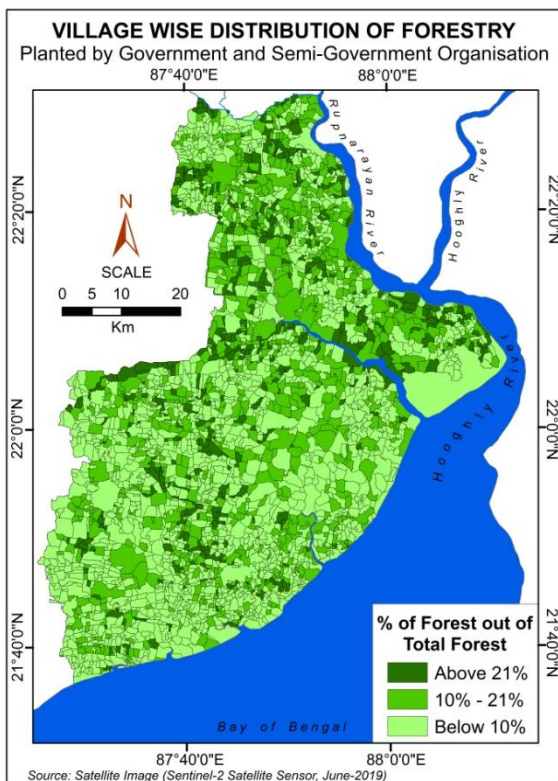 VILLAGE WISE DISTRIBUTION OF FORESTRY
Planted by Government and Semi-Government Organisation
87°40'0"E
88°0'0"E
Rupnarayan River
Hooghly River
22°20'0"N
22°20'0"N
N
SCALE
0 5 10 20
Km
22°0'0"N
22°0'0"N
Hooghly River
% of Forest out of
Total Forest
Above 21%
10% - 21%
Below 10%
21°40'0"N
21°40'0"N
Bay of Bengal
87°40'0"E
88°0'0"E
Source: Satellite Image (Sentinel-2 Satellite Sensor, June-2019)